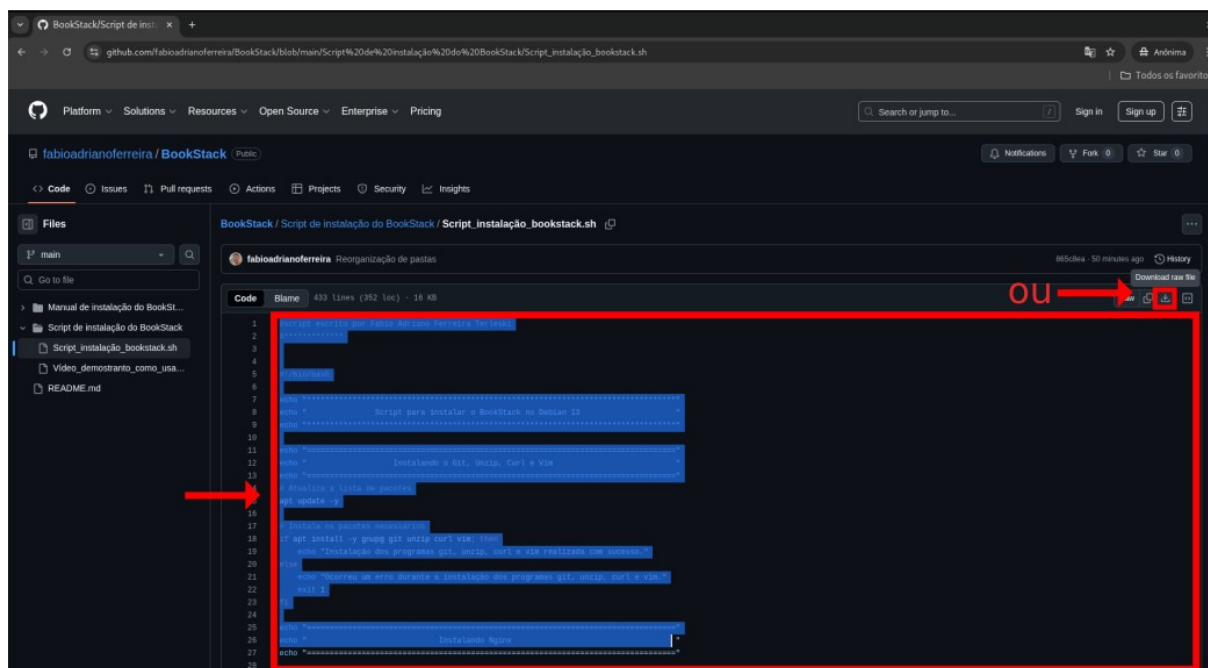 BookStack/Script de inst
github.com/fabioadrianoferreira/BookStack/blob/main/Script%20de%20instalação%20do%20BookStack/Script_instalação_bookstack.sh
Anônima
Todos os favorito
Platform Solutions Resources Open Source Enterprise Pricing
Search or jump to...
/
Sign in
Sign up
fabioadrianoferreira / BookStack Public
Notifications
Fork 0
Star 0
Code Issues Pull requests Actions Projects Security Insights
Files
BookStack / Script de instalação do BookStack / Script_instalação_bookstack.sh
main
fabioadrianoferreira Reorganização de pastas
50 minutes ago
History
Go to file
Download raw file
ou
Code Blame 433 lines (352 loc) · 16 KB
Manual de instalação do BookSt...
Script de instalação do BookStack
Script_instalação_bookstack.sh
Vídeo_demostranto_como_usa...
README.md
1 #script escrito por Fabio Adriano Ferreira Terleski
2
3
4
5 #!/bin/bash
6
7 echo "*******************************************************************************"
8 echo " Script para instalar o BookStack no Debian 13 "
9 echo "*******************************************************************************"
10
11 echo "==============================================================================="
12 echo " Instalando o Git, Unzip, Curl e Vim "
13 echo "==============================================================================="
# Atualiza a lista de pacotes
apt update -y
16
17 # Instala os pacotes necessários
18 if apt install -y gnupg git unzip curl vim; then
19 echo "Instalação dos programas git, unzip, curl e vim realizada com sucesso."
20 else
21 echo "Ocorreu um erro durante a instalação dos programas git, unzip, curl e vim."
22 exit 1
23 fi
24
25 echo "==============================================================================="
26 echo " Instalando Nginx "
27 echo "==============================================================================="
28